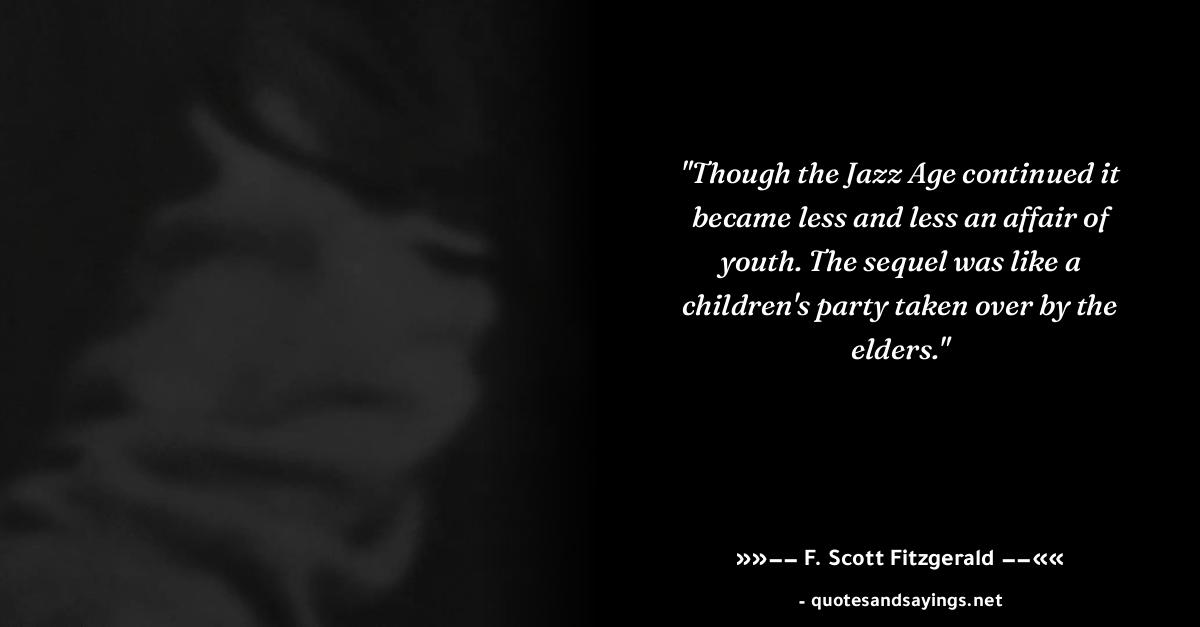 "Though the Jazz Age continued it
became less and less an affair of
youth. The sequel was like a
children's party taken over by the
elders."
»»–– F. Scott Fitzgerald ––««
- quotesandsayings.net